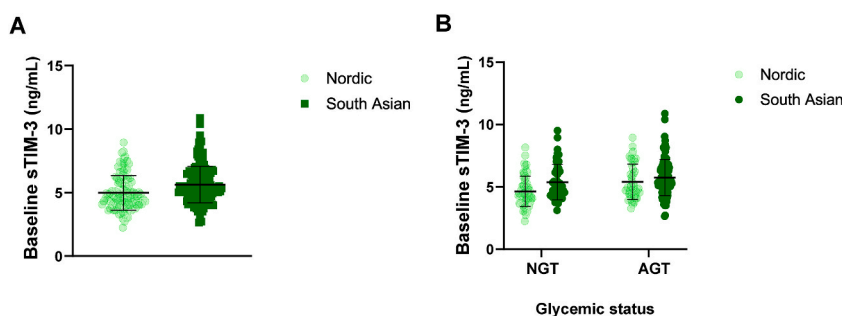 A
Baseline sTIM-3 (ng/mL)
15
10
5
0
Nordic
South Asian
B
Baseline sTIM-3 (ng/mL)
15
10
5
0
NGT
AGT
Glycemic status
Nordic
South Asian